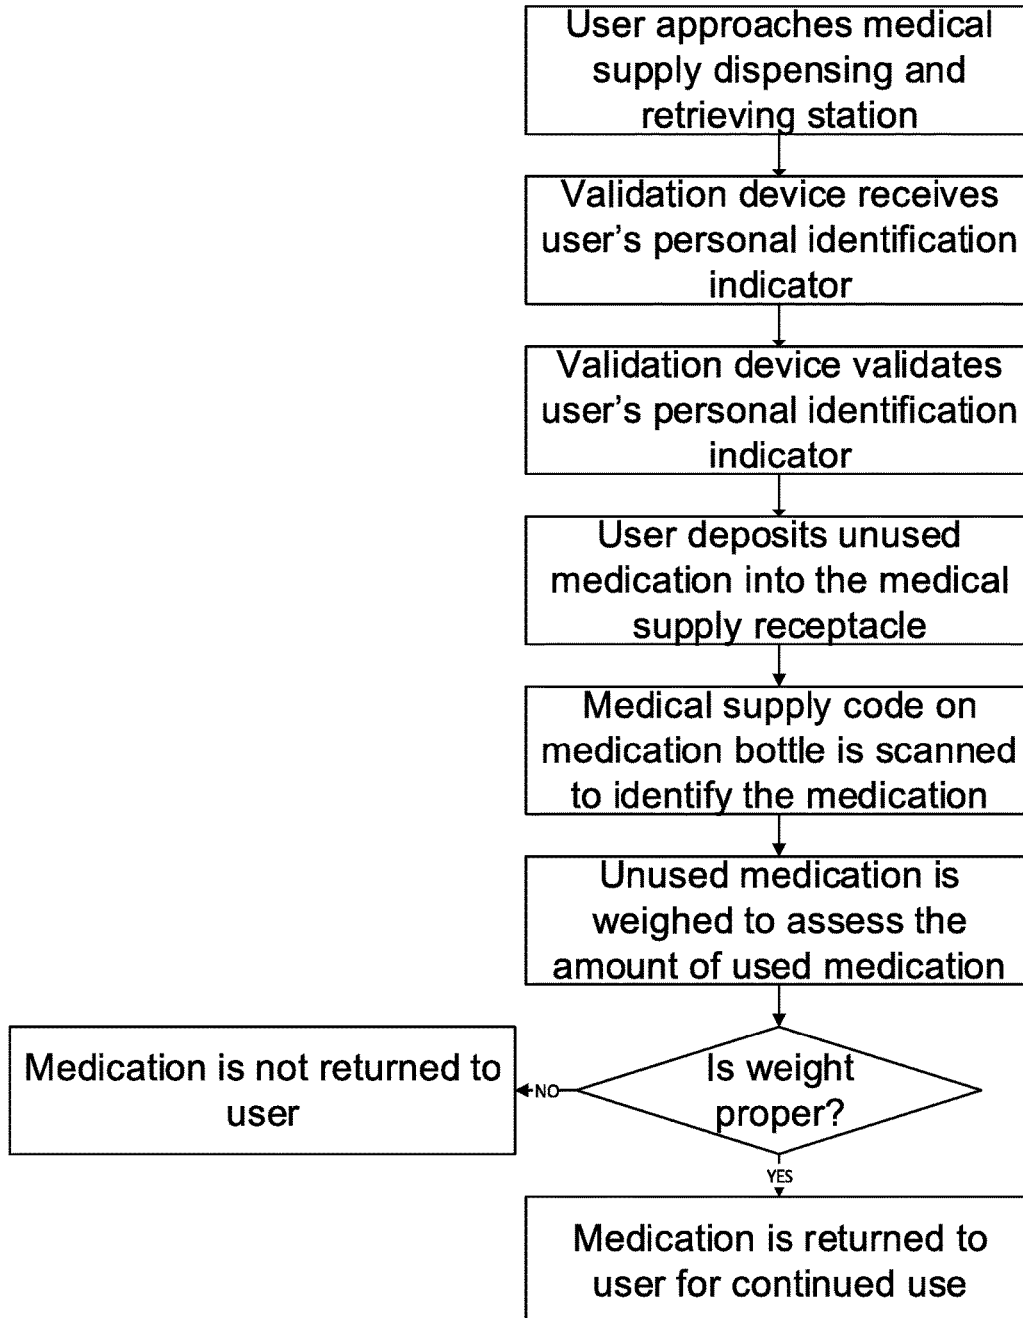 User approaches medical
supply dispensing and
retrieving station
Validation device receives
user’s personal identification
indicator
Validation device validates
user’s personal identification
indicator
User deposits unused
medication into the medical
supply receptacle
Medical supply code on
medication bottle is scanned
to identify the medication
Unused medication is
weighed to assess the
amount of used medication
Is weight
proper?
NO
Medication is not returned to
user
YES
Medication is returned to
user for continued use